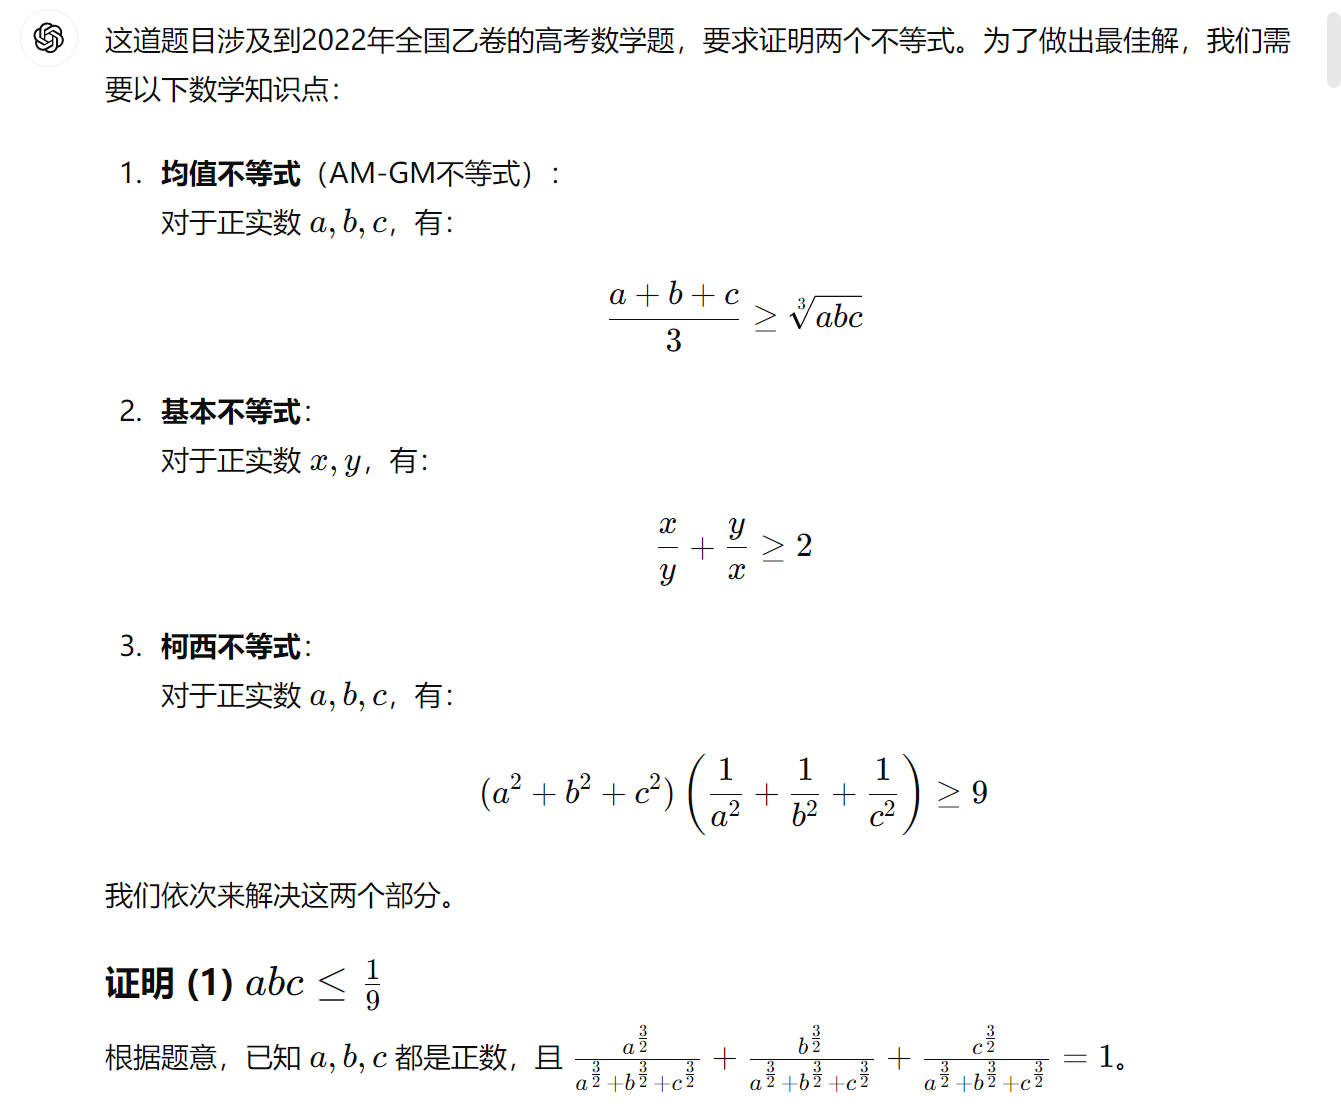 这道题目涉及到2022年全国乙卷的高考数学题，要求证明两个不等式。为了做出最佳解，我们需
要以下数学知识点：
1. 均值不等式（AM-GM不等式）：
对于正实数 a, b, c，有：
\frac{a+b+c}{3} ≥ \sqrt[3]{abc}
2. 基本不等式：
对于正实数 x, y，有：
\frac{x}{y} + \frac{y}{x} ≥ 2
3. 柯西不等式：
对于正实数 a, b, c，有：
(a^2 + b^2 + c^2) \left( \frac{1}{a^2} + \frac{1}{b^2} + \frac{1}{c^2} \right) ≥ 9
我们依次来解决这两个部分。
证明 (1) abc ≤ \frac{1}{9}
根据题意，已知 a, b, c 都是正数，且 \frac{a^{\frac{3}{2}}}{a^{\frac{3}{2}}+b^{\frac{3}{2}}+c^{\frac{3}{2}}} + \frac{b^{\frac{3}{2}}}{a^{\frac{3}{2}}+b^{\frac{3}{2}}+c^{\frac{3}{2}}} + \frac{c^{\frac{3}{2}}}{a^{\frac{3}{2}}+b^{\frac{3}{2}}+c^{\frac{3}{2}}} = 1。